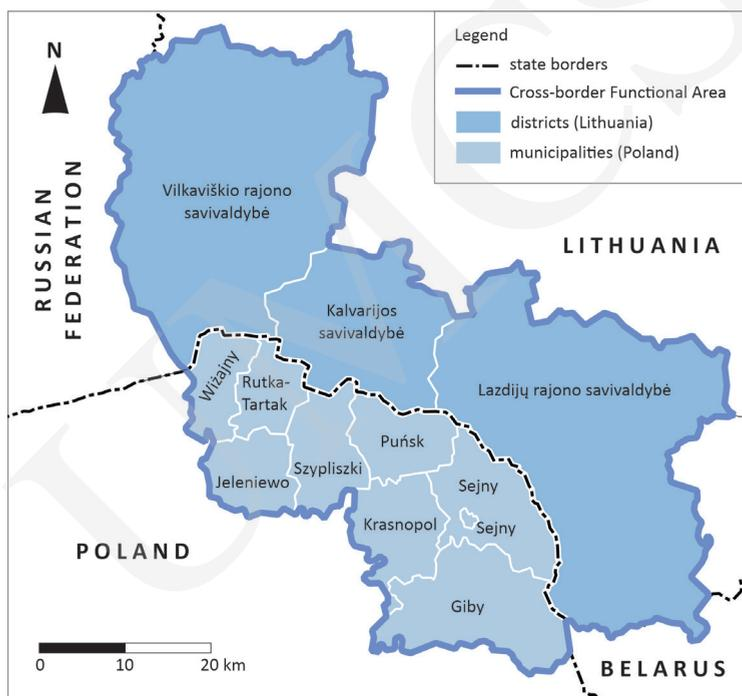 Legend
state borders
Cross-border Functional Area
districts (Lithuania)
municipalities (Poland)
N
RUSSIAN
FEDERATION
Vilkaviškio rajono
savivaldybė
LITHUANIA
Kalvarijos
savivaldybė
Lazdijų rajono savivaldybė
Wiżajny
Rutka-
Tartak
Puńsk
Szypliszki
Jeleniewo
Sejny
Krasnopol
Sejny
POLAND
Giby
0 10 20 km
BELARUS
UMCS